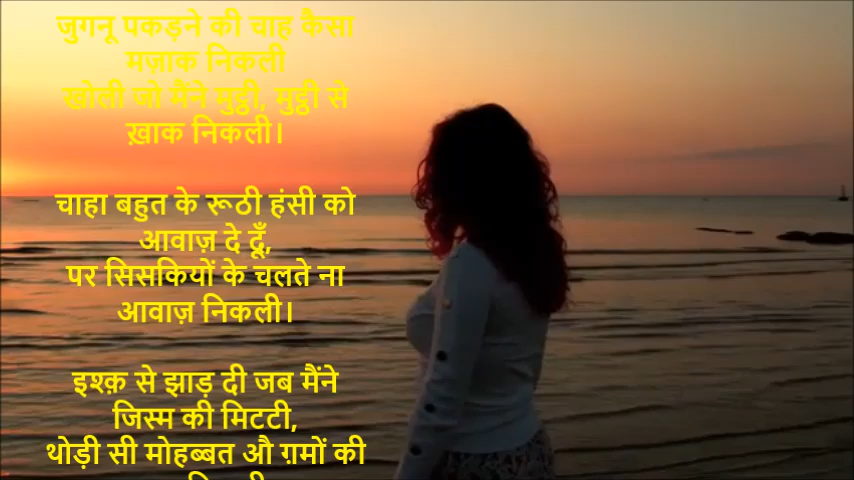 जुगनू पकड़ने की चाह कैसा
मज़ाक निकली
खोली जो मैंने मुट्ठी, मुट्ठी से
ख़ाक निकली।
चाहा बहुत के रूठी हंसी को
आवाज़ दे दूँ,
पर सिसकियों के चलते ना
आवाज़ निकली।
इश्क़ से झाड़ दी जब मैंने
जिस्म की मिटटी,
थोड़ी सी मोहब्बत औ ग़मों की